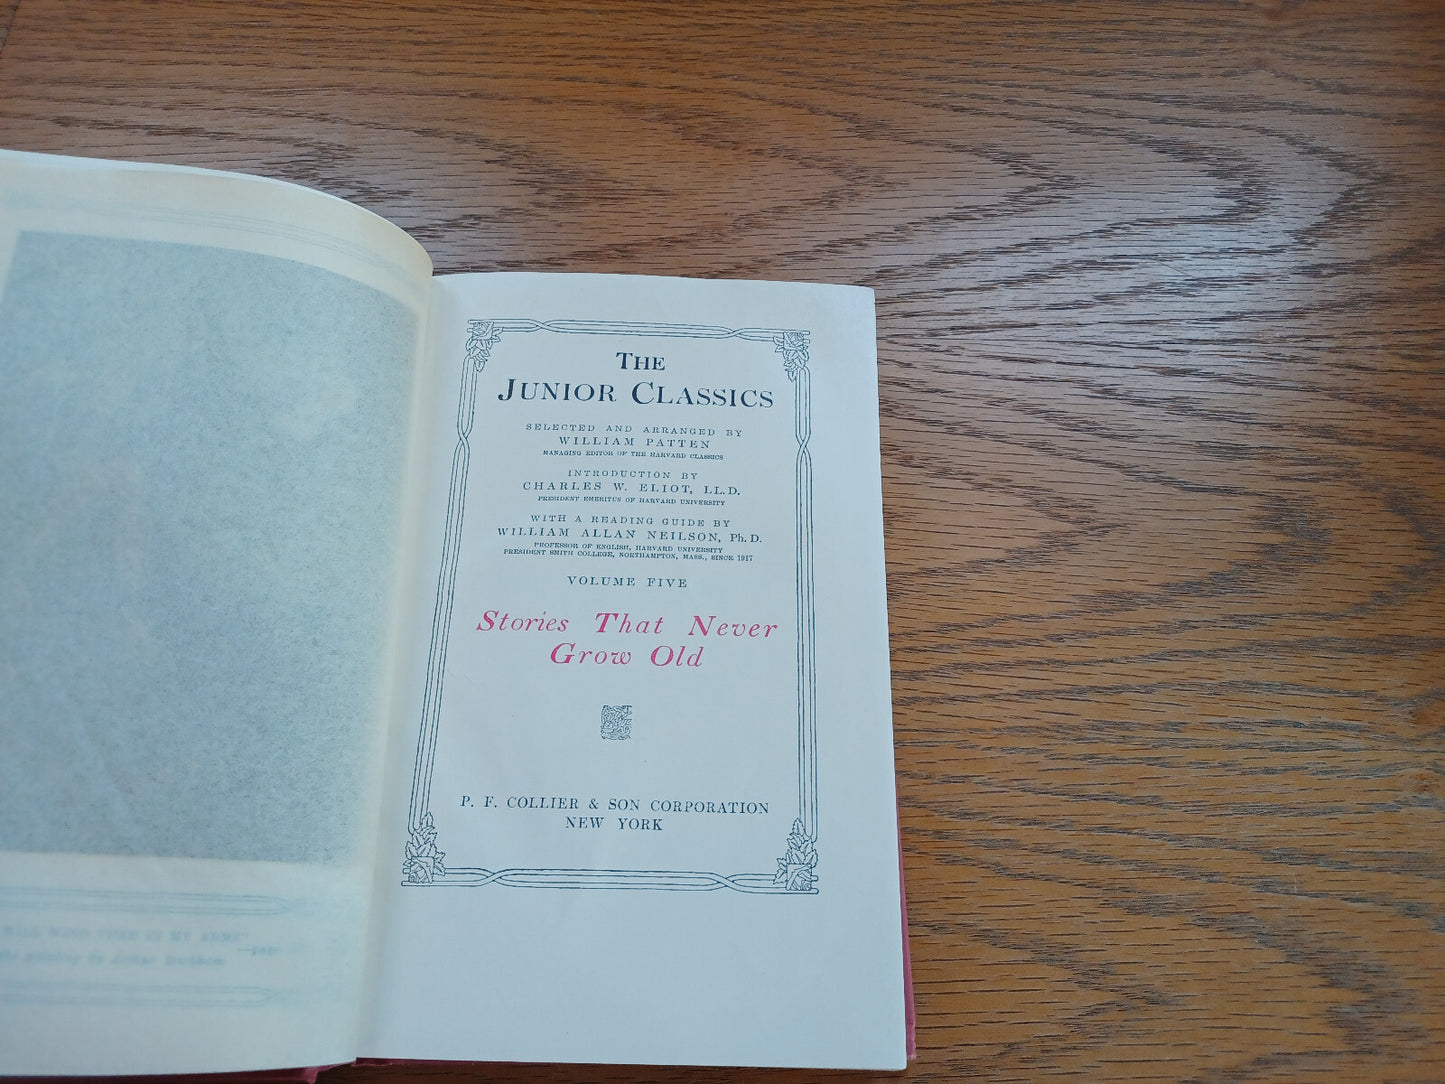 THE
JUNIOR CLASSICS
SELECTED AND ARRANGED BY
WILLIAM PATTEN
MANAGING EDITOR OF THE HARVARD CLASSICS
INTRODUCTION BY
CHARLES W. ELIOT, LL.D.
PRESIDENT EMERITUS OF HARVARD UNIVERSITY
WITH A READING GUIDE BY
WILLIAM ALLAN NEILSON, Ph.D.
PROFESSOR OF ENGLISH, HARVARD UNIVERSITY
PRESIDENT SMITH COLLEGE, NORTHAMPTON, MASS., SINCE 1917
VOLUME FIVE
Stories That Never
Grow Old
P. F. COLLIER & SON CORPORATION
NEW YORK